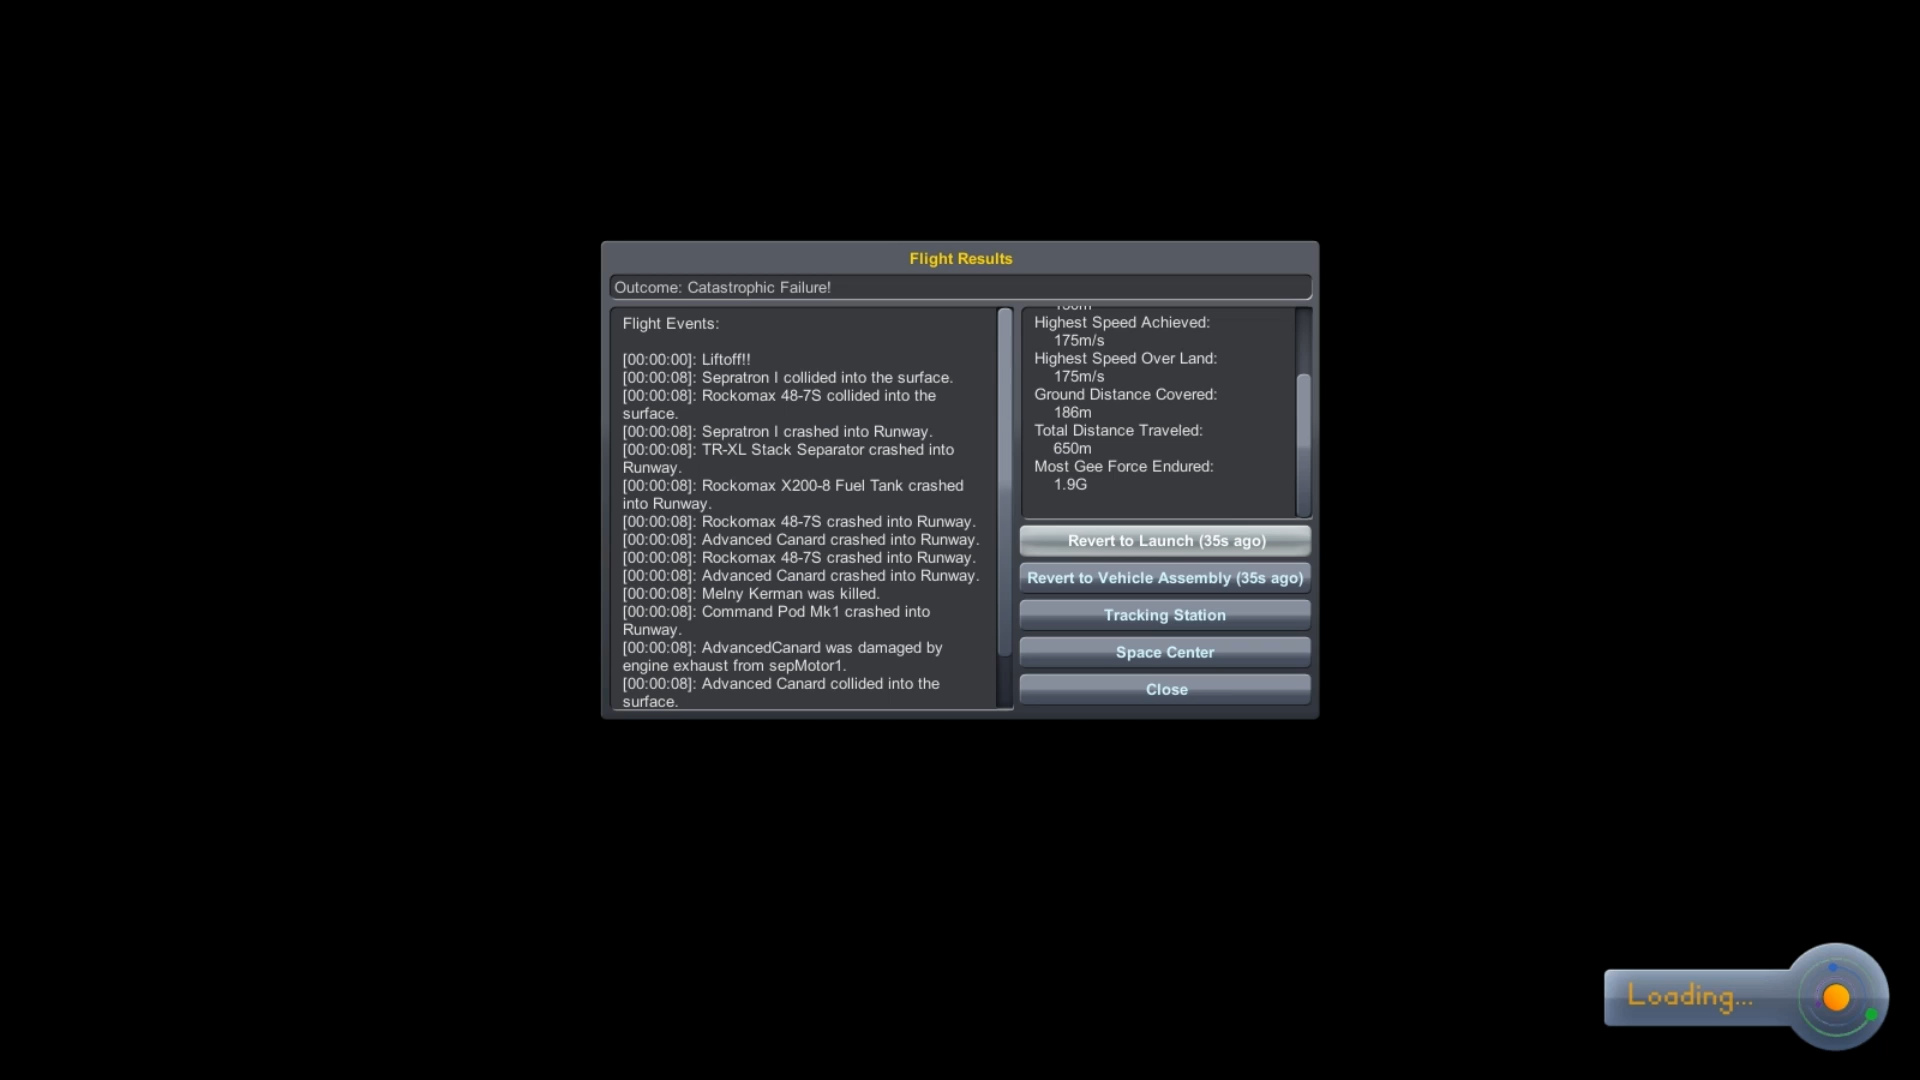 Flight Results
Outcome: Catastrophic Failure!
Flight Events:
[00:00:00]: Liftoff!!
[00:00:08]: Sepratron I collided into the surface.
[00:00:08]: Rockomax 48-7S collided into the
surface.
[00:00:08]: Sepratron I crashed into Runway.
[00:00:08]: TR-XL Stack Separator crashed into
Runway.
[00:00:08]: Rockomax X200-8 Fuel Tank crashed
into Runway.
[00:00:08]: Rockomax 48-7S crashed into Runway.
[00:00:08]: Advanced Canard crashed into Runway.
[00:00:08]: Rockomax 48-7S crashed into Runway.
[00:00:08]: Advanced Canard crashed into Runway.
[00:00:08]: Melny Kerman was killed.
[00:00:08]: Command Pod Mk1 crashed into
Runway.
[00:00:08]: AdvancedCanard was damaged by
engine exhaust from sepMotor1.
[00:00:08]: Advanced Canard collided into the
surface.
Highest Speed Achieved:
175m/s
Highest Speed Over Land:
175m/s
Ground Distance Covered:
186m
Total Distance Traveled:
650m
Most Gee Force Endured:
1.9G
Revert to Launch (35s ago)
Revert to Vehicle Assembly (35s ago)
Tracking Station
Space Center
Close
Loading...